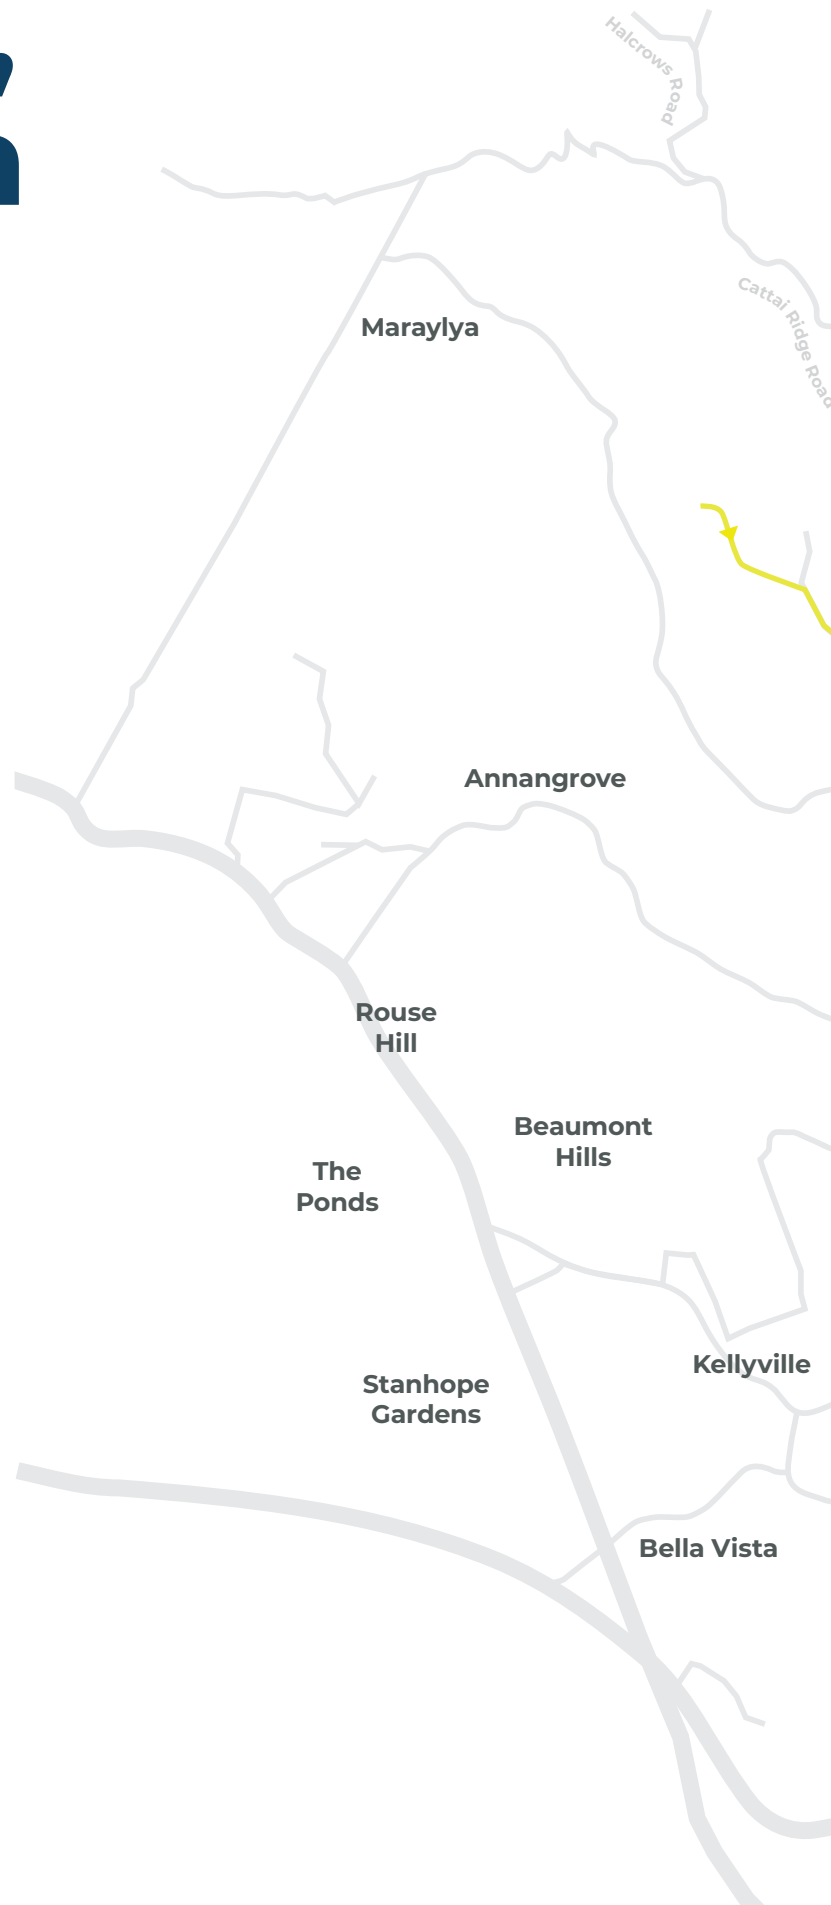 Halcrows Road
Cattai Ridge Road
Maraylya
Annangrove
Rouse
Hill
Beaumont
Hills
The
Ponds
Kellyville
Stanhope
Gardens
Bella Vista